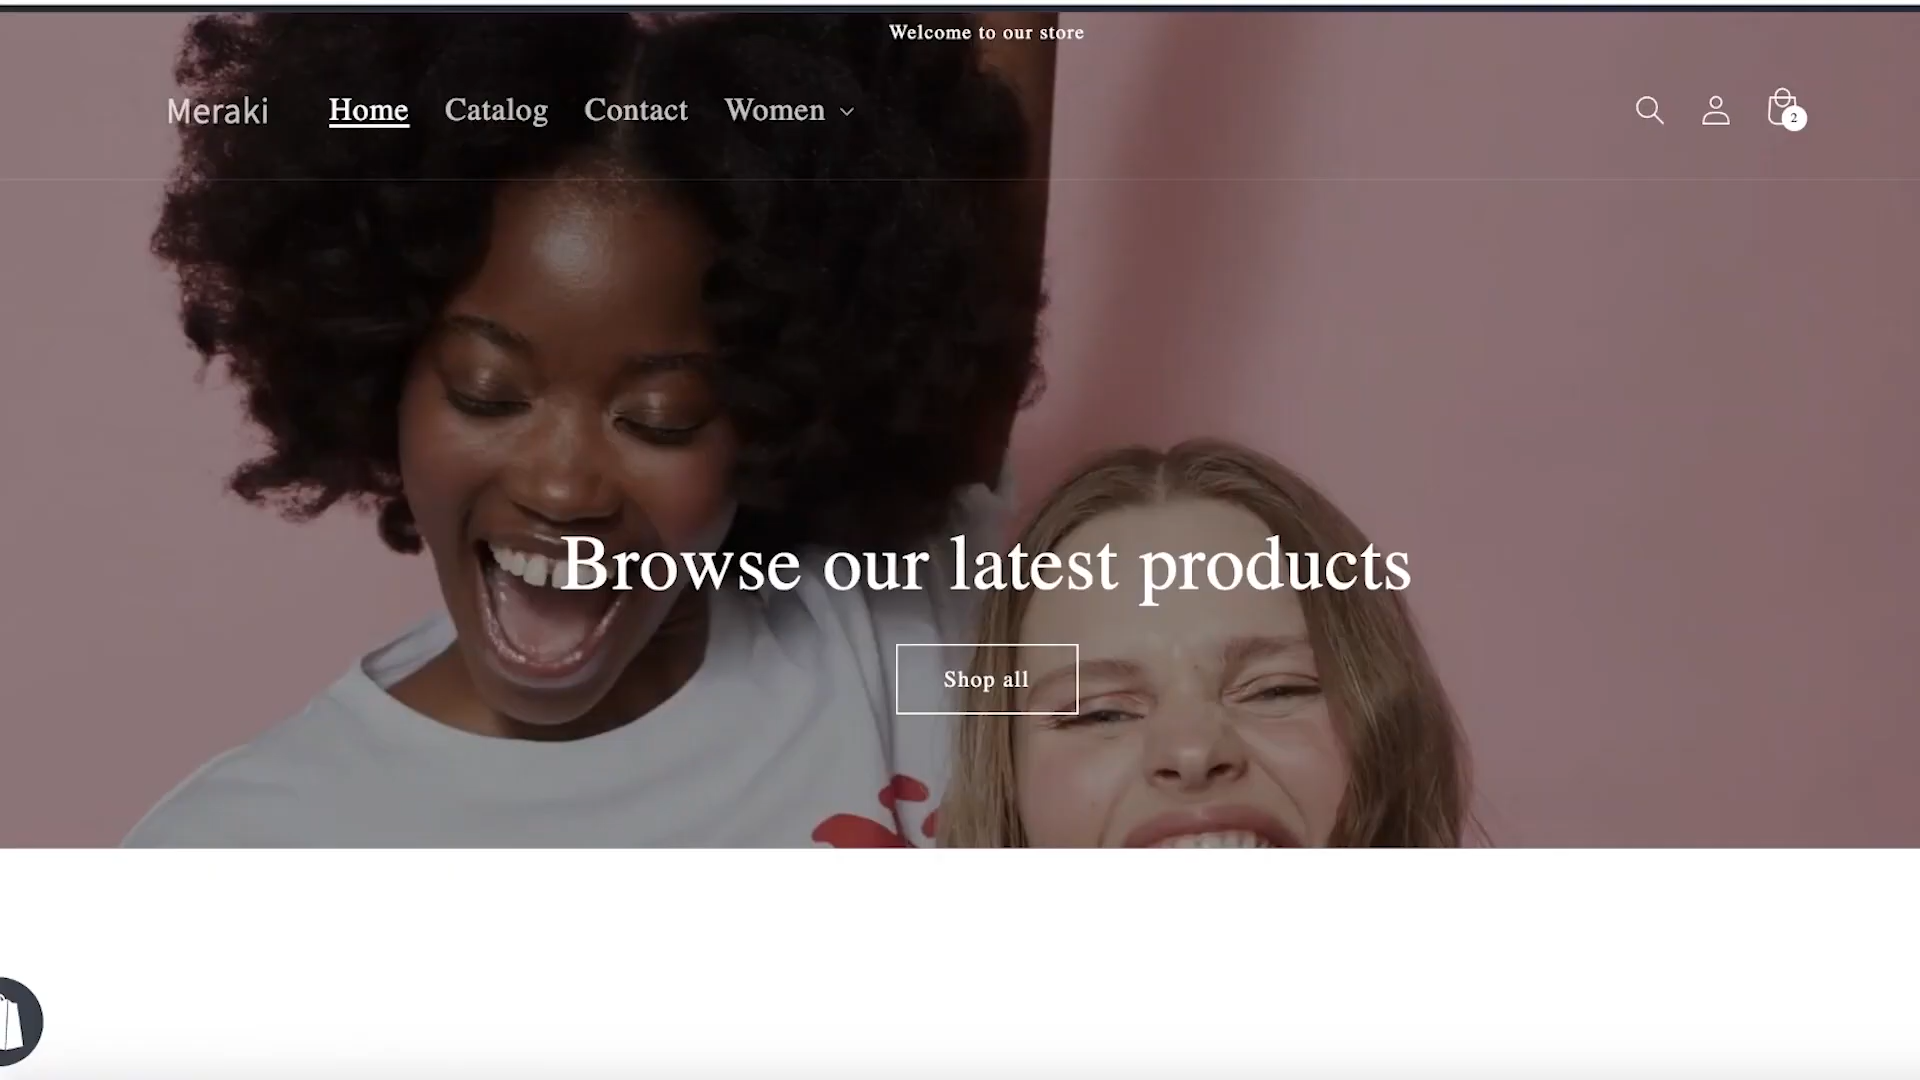 Welcome to our store
Meraki Home Catalog Contact Women 2
Browse our latest products
Shop all